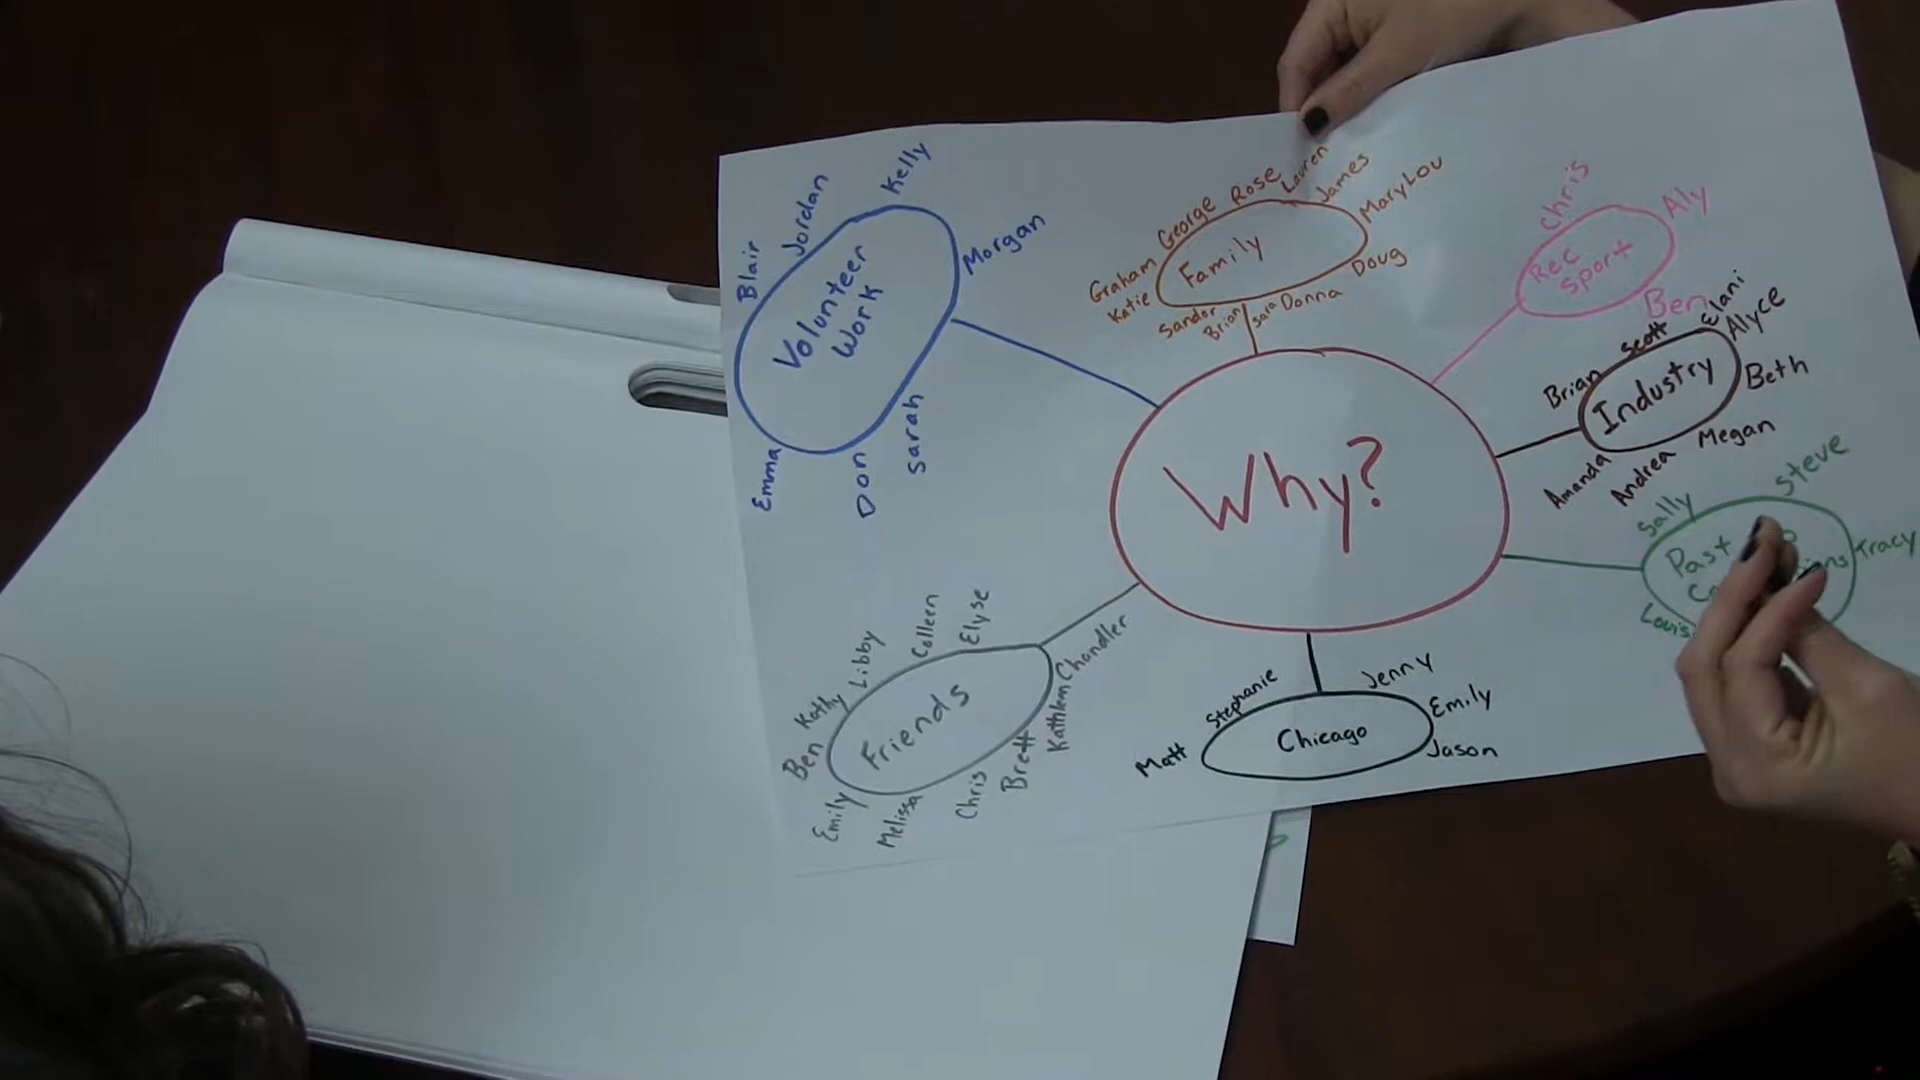 Why?
Volunteer
Work
Blair
Jordan
Kelly
Morgan
Sarah
Don
Emma
Family
Katie
Graham
George
Rose
Lauren
James
MaryLou
Doug
Donna
Sara
Brian
Sandor
Rec
Sport
Chris
Aly
Ben
Industry
Brian
Scott
Elani
Alyce
Beth
Megan
Andrea
Amanda
Past
Sally
Steve
Tracy
Chicago
Matt
Stephanie
Jenny
Emily
Jason
Friends
Emily
Ben
Kathy
Libby
Colleen
Elyse
Chandler
Kathleen
Brett
Chris
Melissa